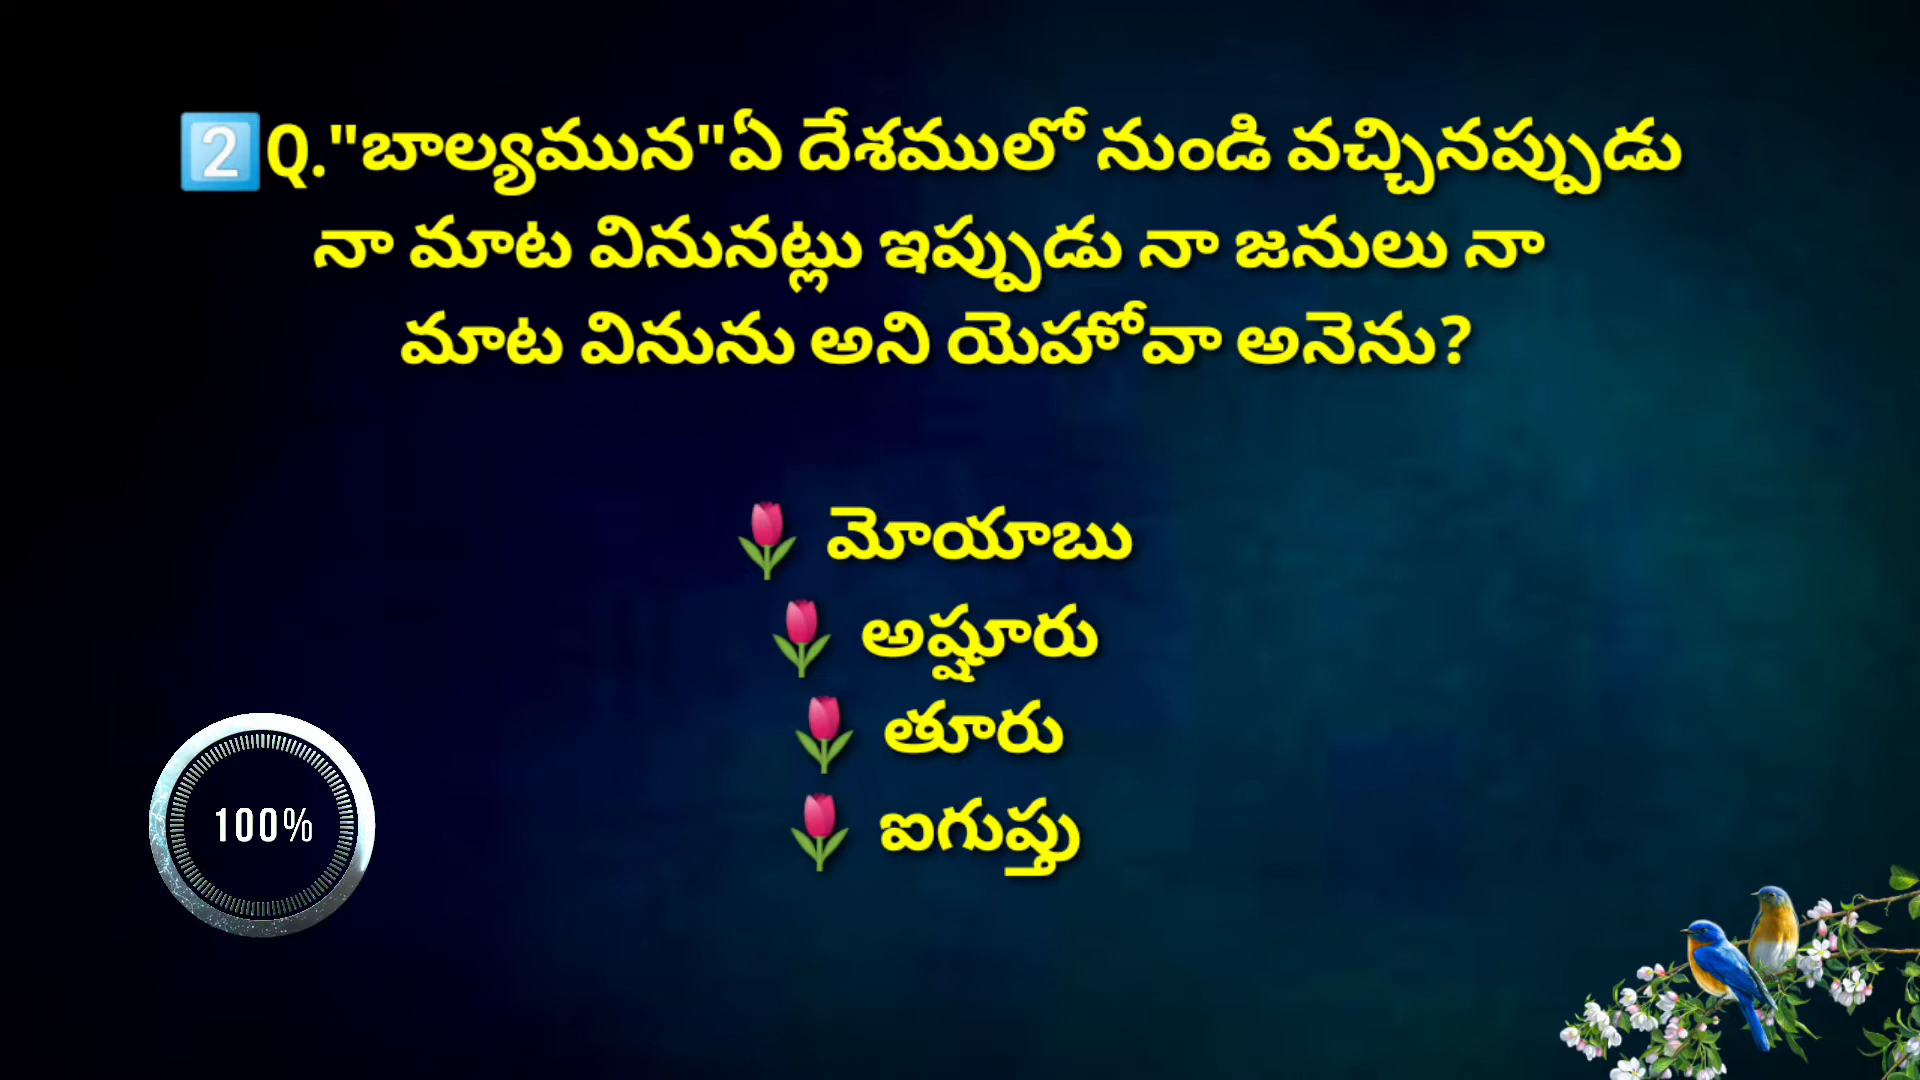 2️⃣Q."బాల్యమున"ఏ దేశములో నుండి వచ్చినప్పుడు
నా మాట వినునట్లు ఇప్పుడు నా జనులు నా
మాట వినును అని యెహోవా అనెను?
🌷 మోయాబు
🌷 అష్షూరు
🌷 తూరు
🌷 ఐగుప్తు
100%